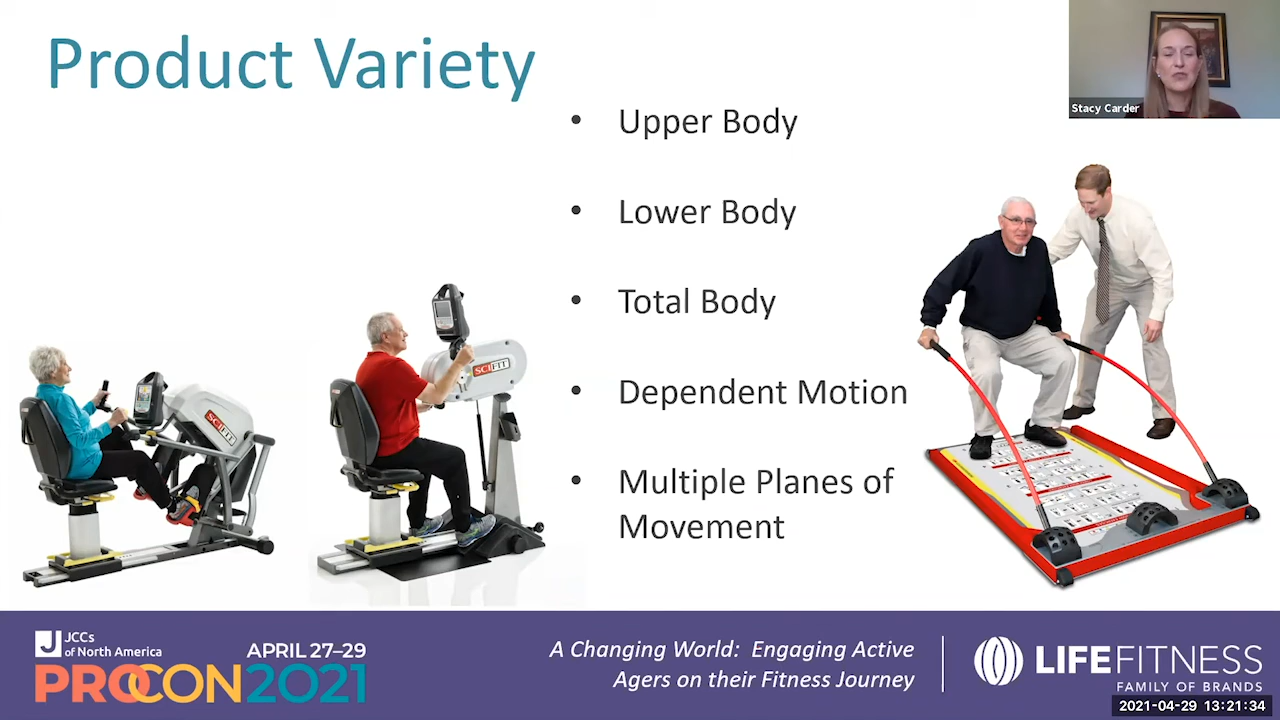 Product Variety
Stacy Carder
• Upper Body
• Lower Body
• Total Body
• Dependent Motion
• Multiple Planes of
Movement
SCIFIT
SCIFIT
J
JCCs
of North America
APRIL 27–29
PROCON2021
A Changing World: Engaging Active
Agers on their Fitness Journey
LIFEFITNESS
FAMILY OF BRANDS
2021-04-29 13:21:34